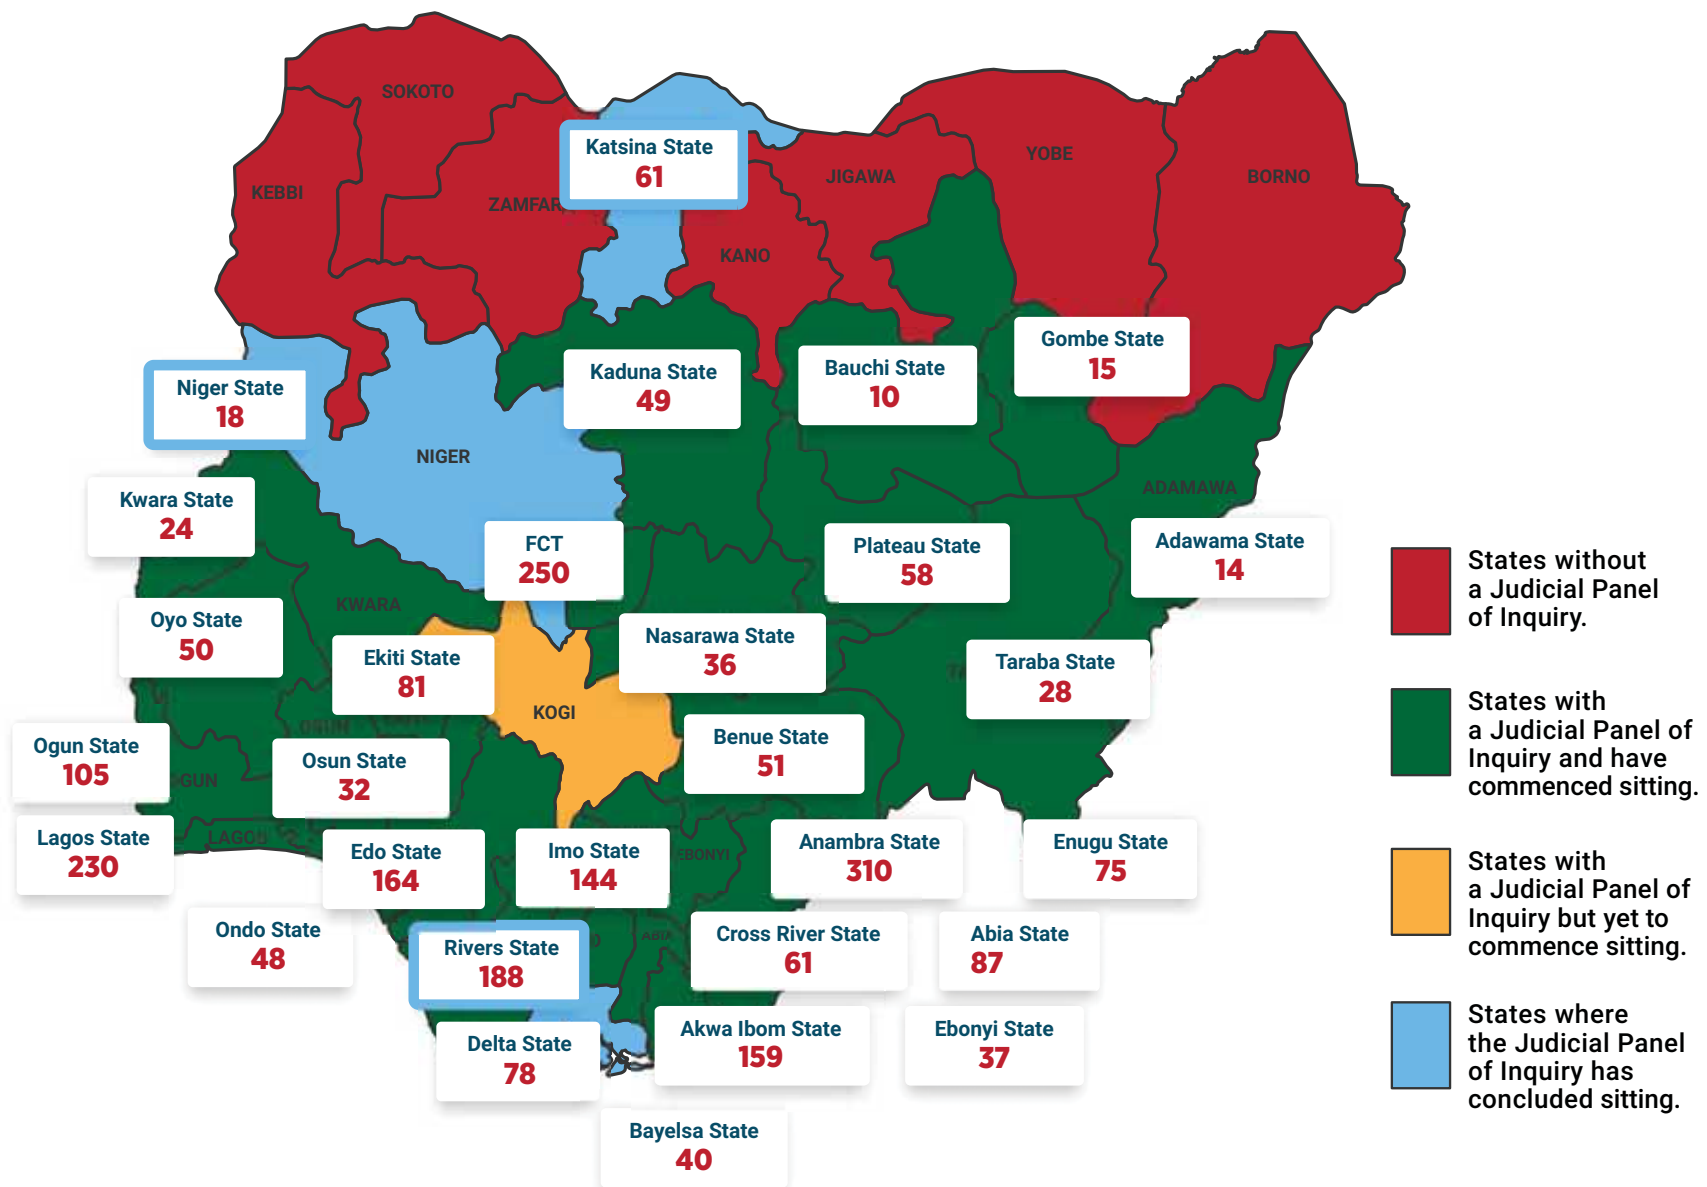 SOKOTO
KEBBI
ZAMFAR
Katsina State
61
JIGAWA
YOBE
BORNO
KANO
Gombe State
15
Kaduna State
49
Bauchi State
10
Niger State
18
NIGER
ADAMAWA
Kwara State
24
FCT
250
Plateau State
58
Adawama State
14
KWARA
Oyo State
50
Ekiti State
81
Nasarawa State
36
Taraba State
28
KOGI
OSUN
Ogun State
105
OGUN
Osun State
32
Benue State
51
Lagos State
230
LAGOS
Edo State
164
Imo State
144
EBONYI
Anambra State
310
Enugu State
75
Ondo State
48
Rivers State
188
ABIA
Cross River State
61
Abia State
87
Delta State
78
Akwa Ibom State
159
Ebonyi State
37
Bayelsa State
40
States without
a Judicial Panel
of Inquiry.
States with
a Judicial Panel of
Inquiry and have
commenced sitting.
States with
a Judicial Panel of
Inquiry but yet to
commence sitting.
States where
the Judicial Panel
of Inquiry has
concluded sitting.